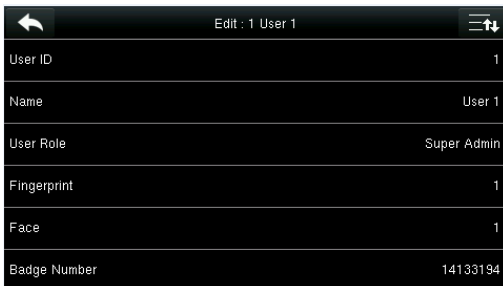 Edit : 1 User 1
User ID 1
Name User 1
User Role Super Admin
Fingerprint 1
Face 1
Badge Number 14133194